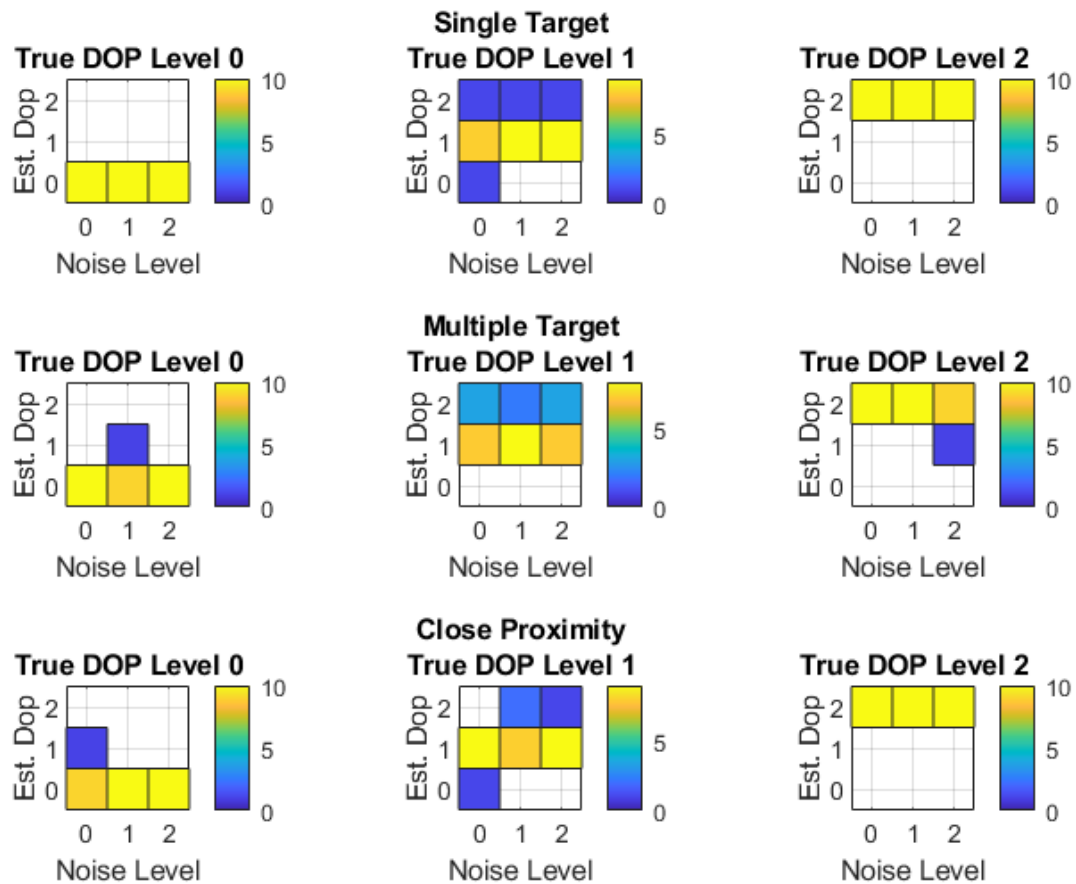 Single Target
True DOP Level 0
True DOP Level 1
True DOP Level 2
Est. Dop
2
1
0
0 1 2
Noise Level
10
5
0
Est. Dop
2
1
0
0 1 2
Noise Level
5
0
Est. Dop
2
1
0
0 1 2
Noise Level
10
5
0
Multiple Target
True DOP Level 0
True DOP Level 1
True DOP Level 2
Est. Dop
2
1
0
0 1 2
Noise Level
10
5
0
Est. Dop
2
1
0
0 1 2
Noise Level
5
0
Est. Dop
2
1
0
0 1 2
Noise Level
10
5
0
Close Proximity
True DOP Level 0
True DOP Level 1
True DOP Level 2
Est. Dop
2
1
0
0 1 2
Noise Level
10
5
0
Est. Dop
2
1
0
0 1 2
Noise Level
5
0
Est. Dop
2
1
0
0 1 2
Noise Level
10
5
0